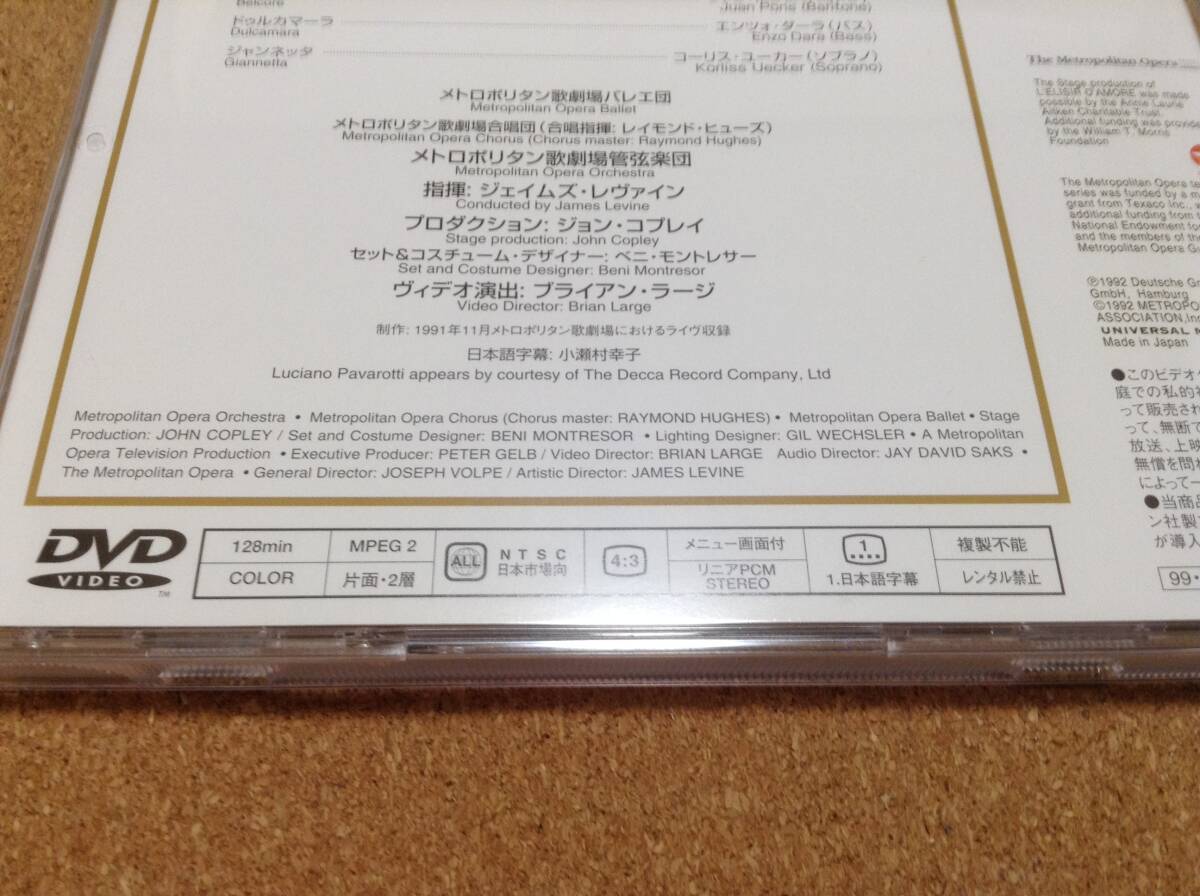 Belcore
Juan Pons (Baritone)
ドゥルカマーラ
エンツォ・ダーラ(バス)
Dulcamara
Enzo Dara (Bass)
ジャンネッタ
コーリス・ユーカー(ソプラノ)
Giannetta
Korliss Uecker (Soprano)
メトロポリタン歌劇場バレエ団
Metropolitan Opera Ballet
メトロポリタン歌劇場合唱団(合唱指揮: レイモンド・ヒューズ)
Metropolitan Opera Chorus (Chorus master: Raymond Hughes)
メトロポリタン歌劇場管弦楽団
Metropolitan Opera Orchestra
指揮: ジェイムズ・レヴァイン
Conducted by James Levine
プロダクション: ジョン・コプレイ
Stage production: John Copley
セット&コスチューム・デザイナー: ベニ・モントレサー
Set and Costume Designer: Beni Montresor
ヴィデオ演出: ブライアン・ラージ
Video Director: Brian Large
制作: 1991年11月メトロポリタン歌劇場におけるライヴ収録
日本語字幕: 小瀬村幸子
Luciano Pavarotti appears by courtesy of The Decca Record Company, Ltd
Metropolitan Opera Orchestra • Metropolitan Opera Chorus (Chorus master: RAYMOND HUGHES) • Metropolitan Opera Ballet • Stage
Production: JOHN COPLEY / Set and Costume Designer: BENI MONTRESOR • Lighting Designer: GIL WECHSLER • A Metropolitan
Opera Television Production • Executive Producer: PETER GELB / Video Director: BRIAN LARGE Audio Director: JAY DAVID SAKS •
The Metropolitan Opera • General Director: JOSEPH VOLPE / Artistic Director: JAMES LEVINE
The Metropolitan Opera
The Stage production of
L'ELISIR D'AMORE was made
possible by the Annie Laurie
Aitken Charitable Trust.
Additional funding was provide
by the William T. Morris
Foundation
The Metropolitan Opera te
series was funded by a m
grant from Texaco Inc., w
additional funding from
National Endowment fo
and the members of the
Metropolitan Opera G
℗1992 Deutsche Gr
GmbH, Hamburg
©1992 METROPO
ASSOCIATION, Inc
UNIVERSAL M
Made in Japan
●このビデオ
庭での私的
って販売され
って、無断で
放送、上映
無償を問わ
によって一
●当商品
ン社製
が導入
99・
DVD
VIDEO
TM
128min
MPEG 2
ALL
NTSC
日本市場向
4:3
メニュー画面付
1
複製不能
COLOR
片面・2層
リニアPCM
STEREO
1.日本語字幕
レンタル禁止